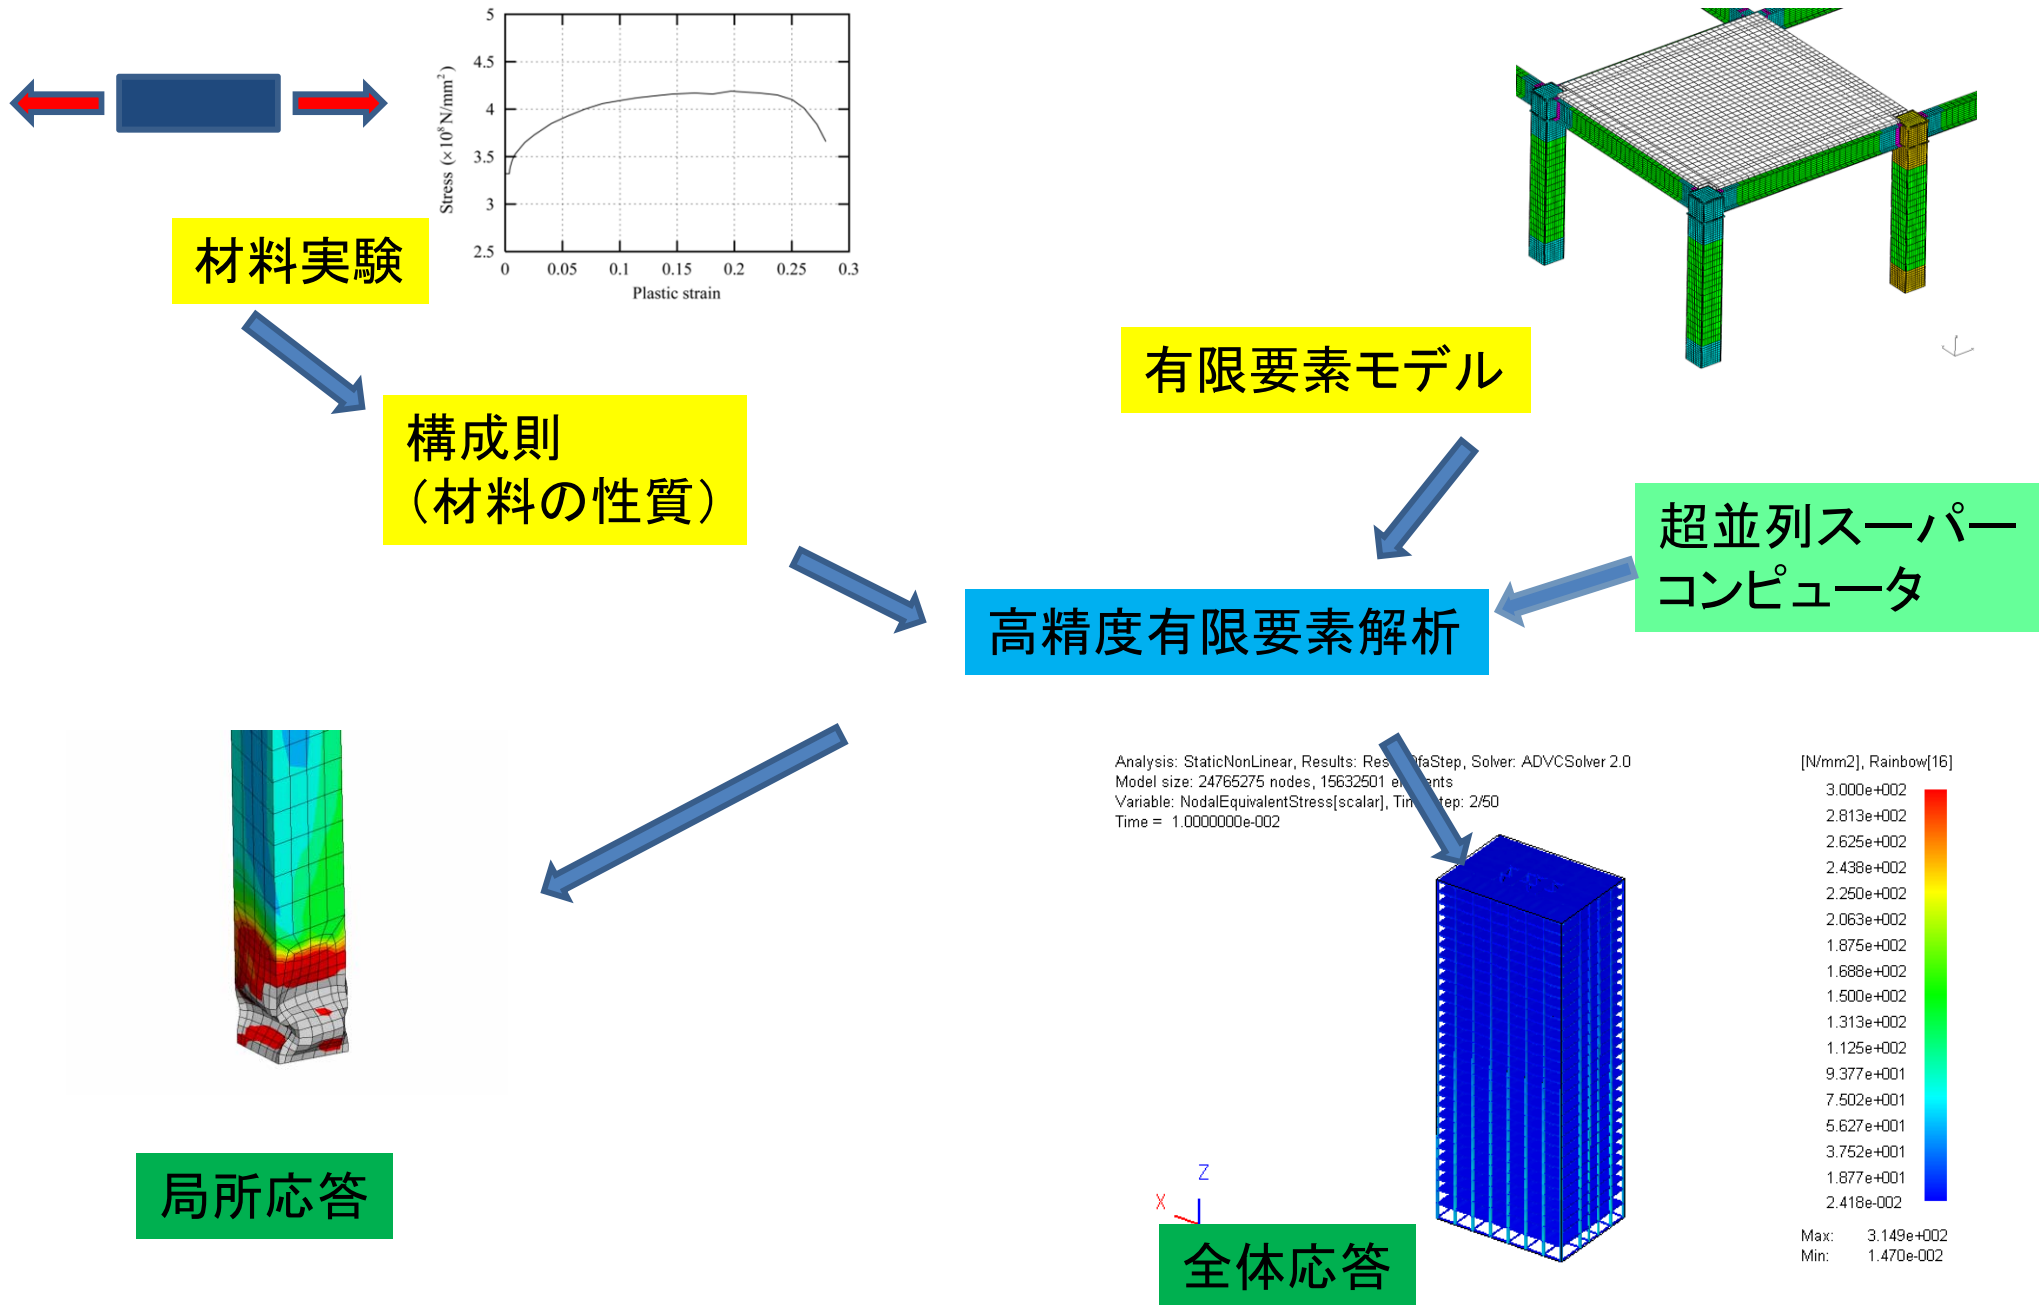 5
4.5
4
3.5
3
2.5
0 0.05 0.1 0.15 0.2 0.25 0.3
Stress (×10⁸ N/mm²)
Plastic strain
材料実験
構成則
（材料の性質）
有限要素モデル
超並列スーパー
コンピュータ
高精度有限要素解析
Analysis: StaticNonLinear, Results: Solver: ADVCSolver 2.0
Model size: 24765275 nodes, 15632501
Variable: NodalEquivalentStress[scalar], 2/50
Time = 1.0000000e-002
[N/mm2], Rainbow[16]
3.000e+002
2.813e+002
2.625e+002
2.438e+002
2.250e+002
2.063e+002
1.875e+002
1.688e+002
1.500e+002
1.313e+002
1.125e+002
9.377e+001
7.502e+001
5.627e+001
3.752e+001
1.877e+001
2.418e-002
Max: 3.149e+002
Min: 1.470e-002
Z
X
局所応答
全体応答